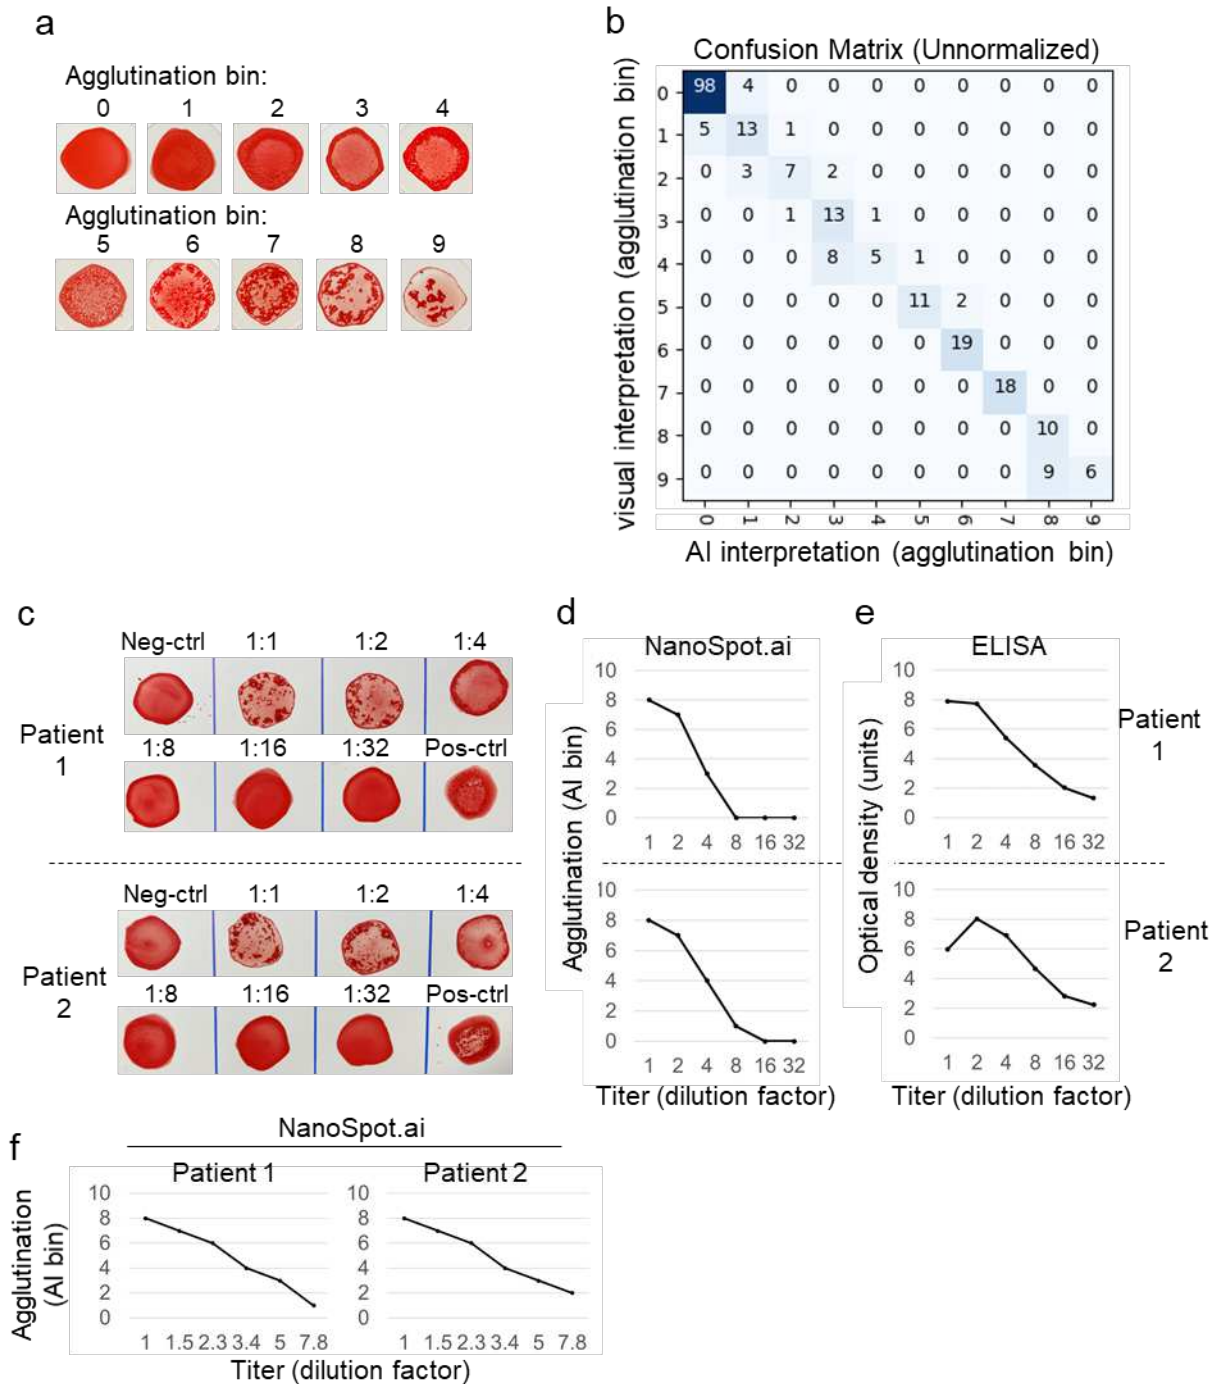 a
Agglutination bin:
0 1 2 3 4
Agglutination bin:
5 6 7 8 9
b
Confusion Matrix (Unnormalized)
visual interpretation (agglutination bin)
0 98 4 0 0 0 0 0 0 0 0
1 5 13 1 0 0 0 0 0 0 0
2 0 3 7 2 0 0 0 0 0 0
3 0 0 1 13 1 0 0 0 0 0
4 0 0 0 8 5 1 0 0 0 0
5 0 0 0 0 0 11 2 0 0 0
6 0 0 0 0 0 0 19 0 0 0
7 0 0 0 0 0 0 0 18 0 0
8 0 0 0 0 0 0 0 0 10 0
9 0 0 0 0 0 0 0 0 9 6
0 1 2 3 4 5 6 7 8 9
AI interpretation (agglutination bin)
c
Neg-ctrl 1:1 1:2 1:4
Patient
1
1:8 1:16 1:32 Pos-ctrl
Neg-ctrl 1:1 1:2 1:4
Patient
2
1:8 1:16 1:32 Pos-ctrl
d
NanoSpot.ai
Agglutination (AI bin)
10
8
6
4
2
0
1 2 4 8 16 32
10
8
6
4
2
0
1 2 4 8 16 32
Titer (dilution factor)
e
ELISA
Optical density (units)
10
8
6
4
2
0
1 2 4 8 16 32
Patient
1
10
8
6
4
2
0
1 2 4 8 16 32
Patient
2
Titer (dilution factor)
f
NanoSpot.ai
Patient 1 Patient 2
Agglutination
(AI bin)
10
8
6
4
2
0
1 1.5 2.3 3.4 5 7.8
10
8
6
4
2
0
1 1.5 2.3 3.4 5 7.8
Titer (dilution factor)